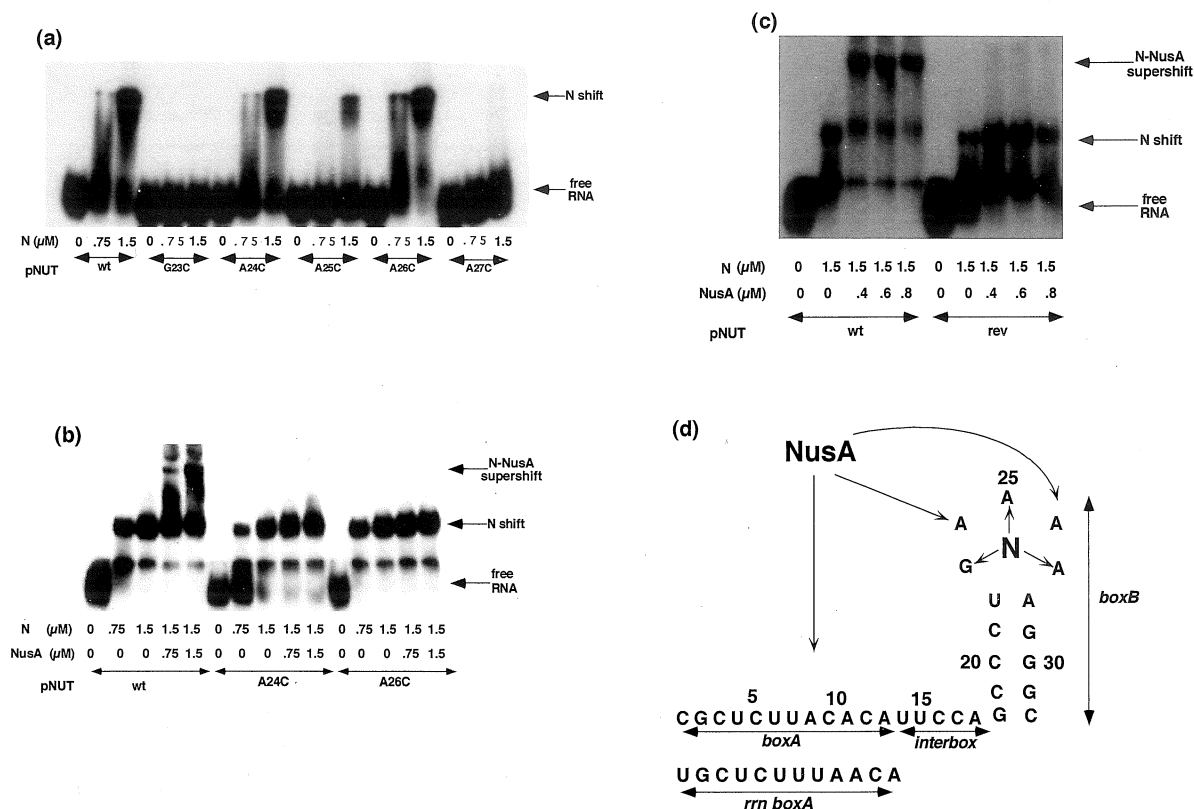 (a)
N shift
free
RNA
N (µM) 0 .75 1.5 0 .75 1.5 0 .75 1.5 0 .75 1.5 0 .75 1.5 0 .75 1.5
pNUT wt G23C A24C A25C A26C A27C
(b)
N-NusA
supershift
N shift
free
RNA
N (µM) 0 .75 1.5 1.5 1.5 0 .75 1.5 1.5 1.5 0 .75 1.5 1.5 1.5
NusA (µM) 0 0 0 .75 1.5 0 0 0 .75 1.5 0 0 0 .75 1.5
pNUT wt A24C A26C
(c)
N-NusA
supershift
N shift
free
RNA
N (µM) 0 1.5 1.5 1.5 1.5 0 1.5 1.5 1.5 1.5
NusA (µM) 0 0 .4 .6 .8 0 0 .4 .6 .8
pNUT wt rev
(d)
NusA
25
A
A A
N
G A
U A
C G
20 C G 30
C G
5 10 15
CGCUCUUACACAUUCCAG C
boxA interbox
boxB
UGCUCUUUAACA
rrn boxA